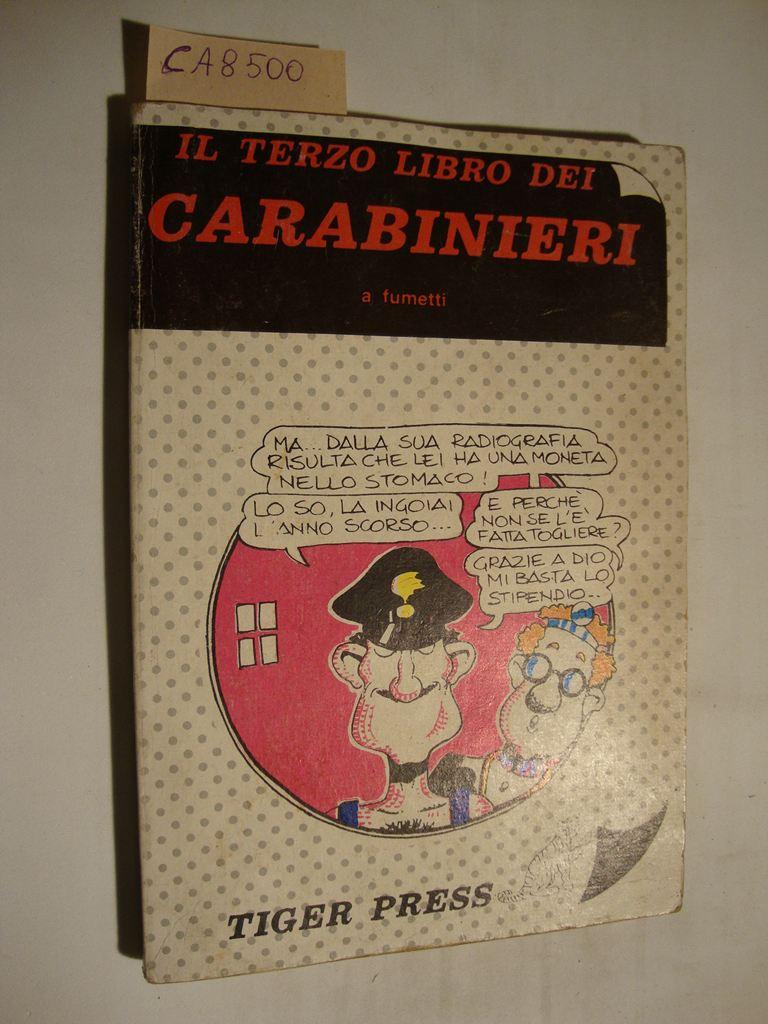 CA8500
IL TERZO LIBRO DEI
CARABINIERI
a fumetti
MA... DALLA SUA RADIOGRAFIA
RISULTA CHE LEI HA UNA MONETA
NELLO STOMACO!
LO SO, LA INGOIAI
L'ANNO SCORSO...
E PERCHÈ
NON SE L'È
FATTA TOGLIERE?
GRAZIE A DIO
MI BASTA LO
STIPENDIO...
TIGER PRESS